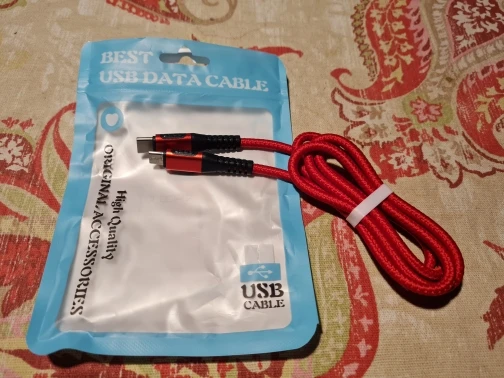 BEST
USB DATA CABLE
High Quality
ORIGINAL ACCESSORIES
USB
CABLE